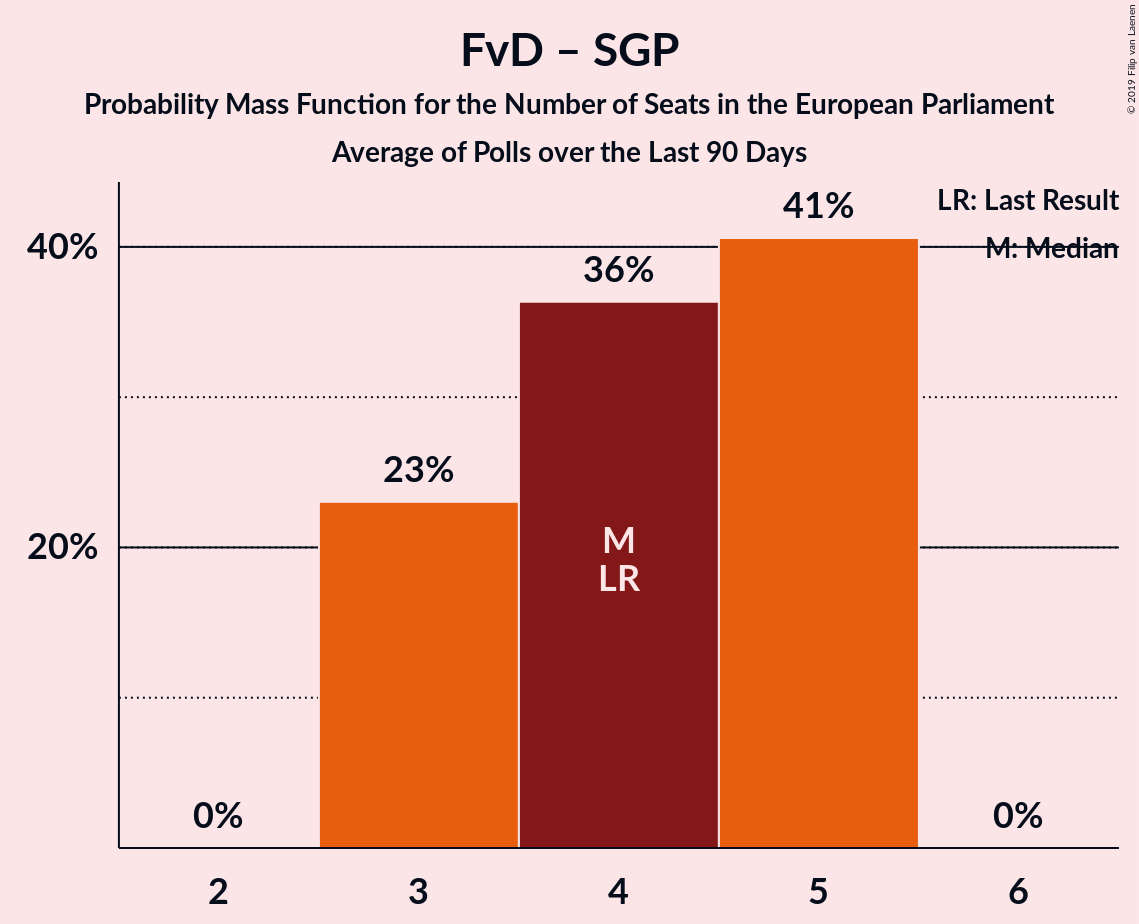 FvD – SGP
Probability Mass Function for the Number of Seats in the European Parliament
Average of Polls over the Last 90 Days
© 2019 Filip van Laenen
LR: Last Result
M: Median
40%
20%
0%
23%
36%
41%
0%
M
LR
2
3
4
5
6